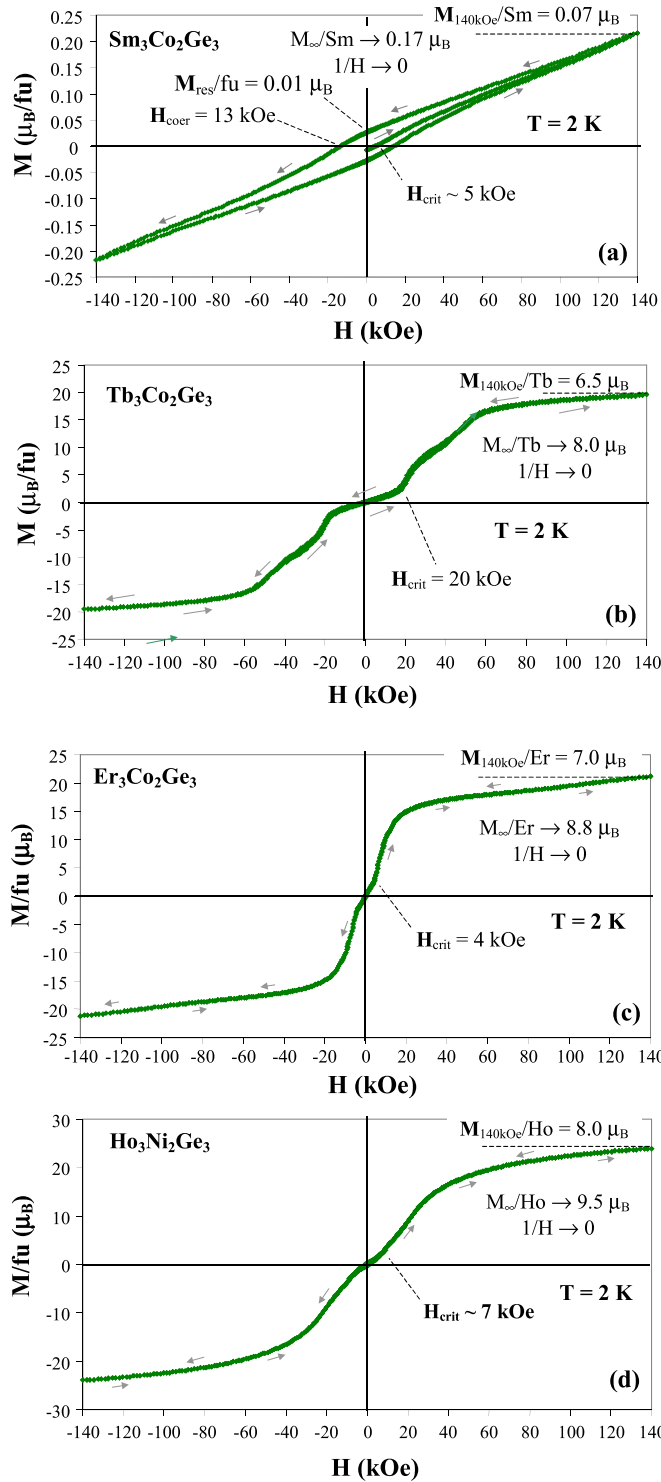 Sm₃Co₂Ge₃
M₁₄₀ₖₒₑ/Sm = 0.07 μB
M∞/Sm → 0.17 μB
1/H → 0
Mres/fu = 0.01 μB
Hcoer = 13 kOe
T = 2 K
Hcrit ~ 5 kOe
(a)
M (μB/fu)
0.25
0.20
0.15
0.10
0.05
0
-0.05
-0.10
-0.15
-0.20
0.25
-140 -120 -100 -80 -60 -40 -20 0 20 40 60 80 100 120 140
H (kOe)
Tb₃Co₂Ge₃
M140kOe/Tb = 6.5 μB
M∞/Tb → 8.0 μB
1/H → 0
T = 2 K
Hcrit = 20 kOe
(b)
M (μB/fu)
25
20
15
10
5
0
-5
-10
-15
-20
-25
-140 -120 -100 -80 -60 -40 -20 0 20 40 60 80 100 120 140
H (kOe)
Er₃Co₂Ge₃
M140kOe/Er = 7.0 μB
M∞/Er → 8.8 μB
1/H → 0
T = 2 K
Hcrit = 4 kOe
(c)
M/fu (μB)
25
20
15
10
5
0
-5
-10
-15
-20
-25
-140 -120 -100 -80 -60 -40 -20 0 20 40 60 80 100 120 140
H (kOe)
Ho₃Ni₂Ge₃
M140kOe/Ho = 8.0 μB
M∞/Ho → 9.5 μB
1/H → 0
T = 2 K
Hcrit ~ 7 kOe
(d)
M/fu (μB)
30
20
10
0
-10
-20
-30
-140 -120 -100 -80 -60 -40 -20 0 20 40 60 80 100 120 140
H (kOe)